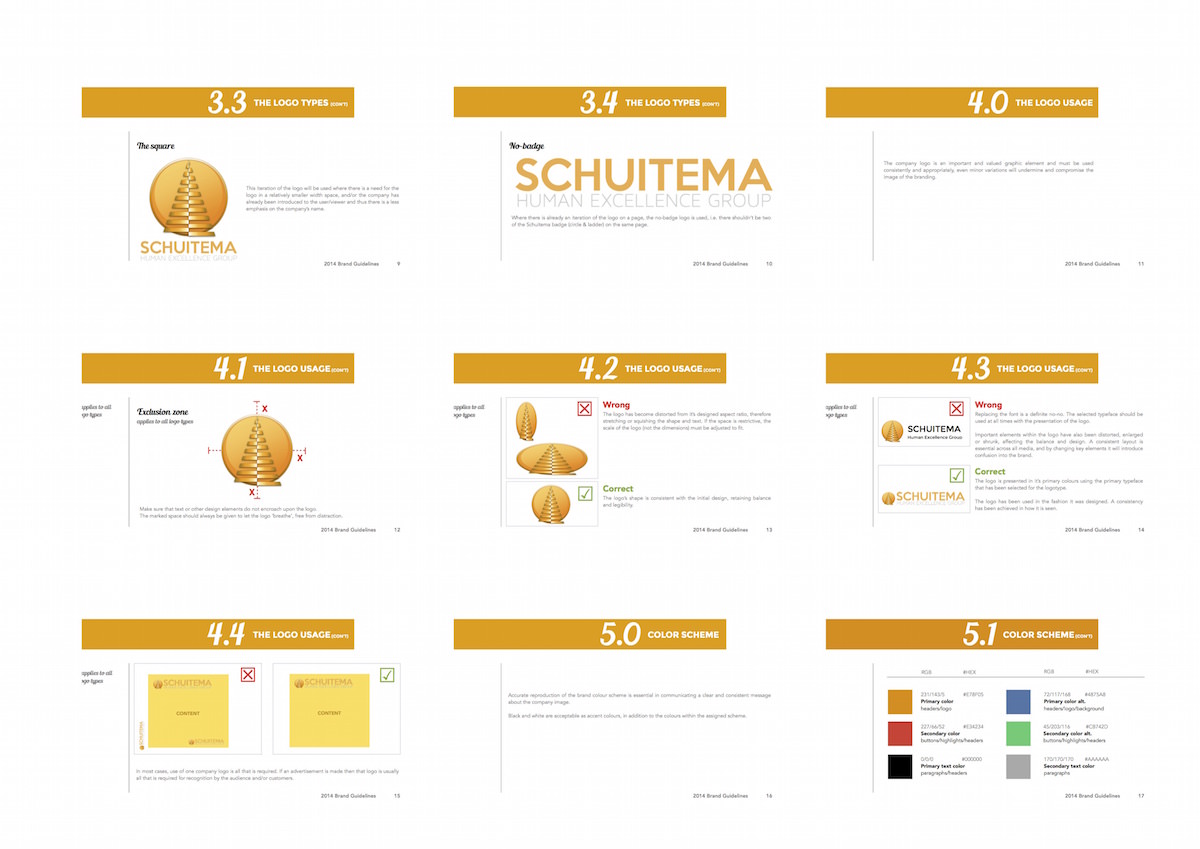 3.3 THE LOGO TYPES (CON'T)
The square
This iteration of the logo will be used where there is a need for the
logo in a relatively smaller width space, and/or the company has
already been introduced to the user/viewer and thus there is a less
emphasis on the company's name.
SCHUITEMA
HUMAN EXCELLENCE GROUP
2014 Brand Guidelines 9
3.4 THE LOGO TYPES (CON'T)
No-badge
SCHUITEMA
HUMAN EXCELLENCE GROUP
Where there is already an iteration of the logo on a page, the no-badge logo is used, i.e. there shouldn't be two
of the Schuitema badge (circle & ladder) on the same page.
2014 Brand Guidelines 10
4.0 THE LOGO USAGE
The company logo is an important and valued graphic element and must be used
consistently and appropriately, even minor variations will undermine and compromise the
image of the branding.
2014 Brand Guidelines 11
4.1 THE LOGO USAGE (CON'T)
applies to all
logo types
Exclusion zone
applies to all logo types
X
X
X
Make sure that text or other design elements do not encroach upon the logo.
The marked space should always be given to let the logo 'breathe', free from distraction.
2014 Brand Guidelines 12
4.2 THE LOGO USAGE (CON'T)
applies to all
logo types
Wrong
The logo has become distorted from it's designed aspect ratio, therefore
stretching or squishing the shape and text. If the space is restrictive, the
scale of the logo (not the dimension) must be adjusted to fit.
Correct
The logo's shape is consistent with the initial design, retaining balance
and legibility.
2014 Brand Guidelines 13
4.3 THE LOGO USAGE (CON'T)
applies to all
logo types
SCHUITEMA
Human Excellence Group
Wrong
Replacing the font is a definite no-no. The selected typeface should be
used at all times with the presentation of the logo.
Important elements within the logo have also been distorted, enlarged
or shrunk, affecting the balance and design. A consistent layout is
essential across all media, and by changing key elements it will introduce
confusion into the brand.
SCHUITEMA
HUMAN EXCELLENCE GROUP
Correct
The logo is presented in it's primary colours using the primary typeface
that has been selected for the logotype.
The logo has been used in the fashion it was designed. A consistency
has been achieved in how it is seen.
2014 Brand Guidelines 14
4.4 THE LOGO USAGE (CON'T)
applies to all
logo types
SCHUITEMA
CONTENT
SCHUITEMA
SCHUITEMA
SCHUITEMA
CONTENT
In most cases, use of one company logo is all that is required. If an advertisement is made then that logo is usually
all that is required for recognition by the audience and/or customers.
2014 Brand Guidelines 15
5.0 COLOR SCHEME
Accurate reproduction of the brand colour scheme is essential in communicating a clear and consistent message
about the company image.
Black and white are acceptable as accent colours, in addition to the colours within the assigned scheme.
2014 Brand Guidelines 16
5.1 COLOR SCHEME (CON'T)
RGB #HEX RGB #HEX
231/143/5 #E78F05
Primary color
headers/logo
72/117/168 #4875A8
Primary color alt.
headers/logo/background
227/66/52 #E34234
Secondary color
buttons/highlights/headers
45/203/116 #C8742D
Secondary color alt.
buttons/highlights/headers
0/0/0 #000000
Primary text color
paragraphs/headers
170/170/170 #AAAAAA
Secondary text color
paragraphs
2014 Brand Guidelines 17